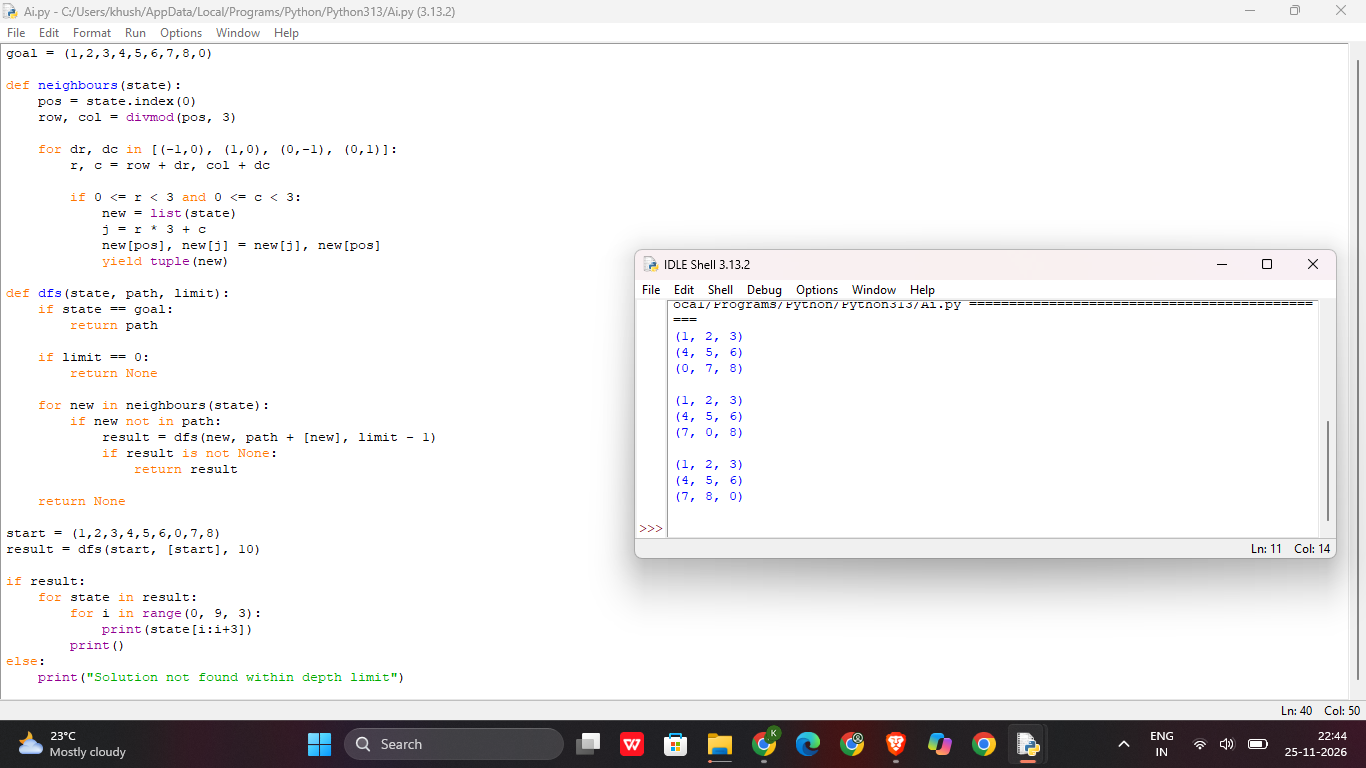 Ai.py - C:/Users/khush/AppData/Local/Programs/Python/Python313/Ai.py (3.13.2)
File Edit Format Run Options Window Help
goal = (1,2,3,4,5,6,7,8,0)

def neighbours(state):
    pos = state.index(0)
    row, col = divmod(pos, 3)

    for dr, dc in [(-1,0), (1,0), (0,-1), (0,1)]:
        r, c = row + dr, col + dc

        if 0 <= r < 3 and 0 <= c < 3:
            new = list(state)
            j = r * 3 + c
            new[pos], new[j] = new[j], new[pos]
            yield tuple(new)

def dfs(state, path, limit):
    if state == goal:
        return path

    if limit == 0:
        return None

    for new in neighbours(state):
        if new not in path:
            result = dfs(new, path + [new], limit - 1)
            if result is not None:
                return result

    return None

start = (1,2,3,4,5,6,0,7,8)
result = dfs(start, [start], 10)

if result:
    for state in result:
        for i in range(0, 9, 3):
            print(state[i:i+3])
        print()
else:
    print("Solution not found within depth limit")
IDLE Shell 3.13.2
File Edit Shell Debug Options Window Help
ocal/Programs/Python/Python313/Ai.py ===========================================
===
(1, 2, 3)
(4, 5, 6)
(0, 7, 8)

(1, 2, 3)
(4, 5, 6)
(7, 0, 8)

(1, 2, 3)
(4, 5, 6)
(7, 8, 0)

>>>
Ln: 11 Col: 14
Ln: 40 Col: 50
23°C
Mostly cloudy
Search
W
K
ENG
IN
22:44
25-11-2026